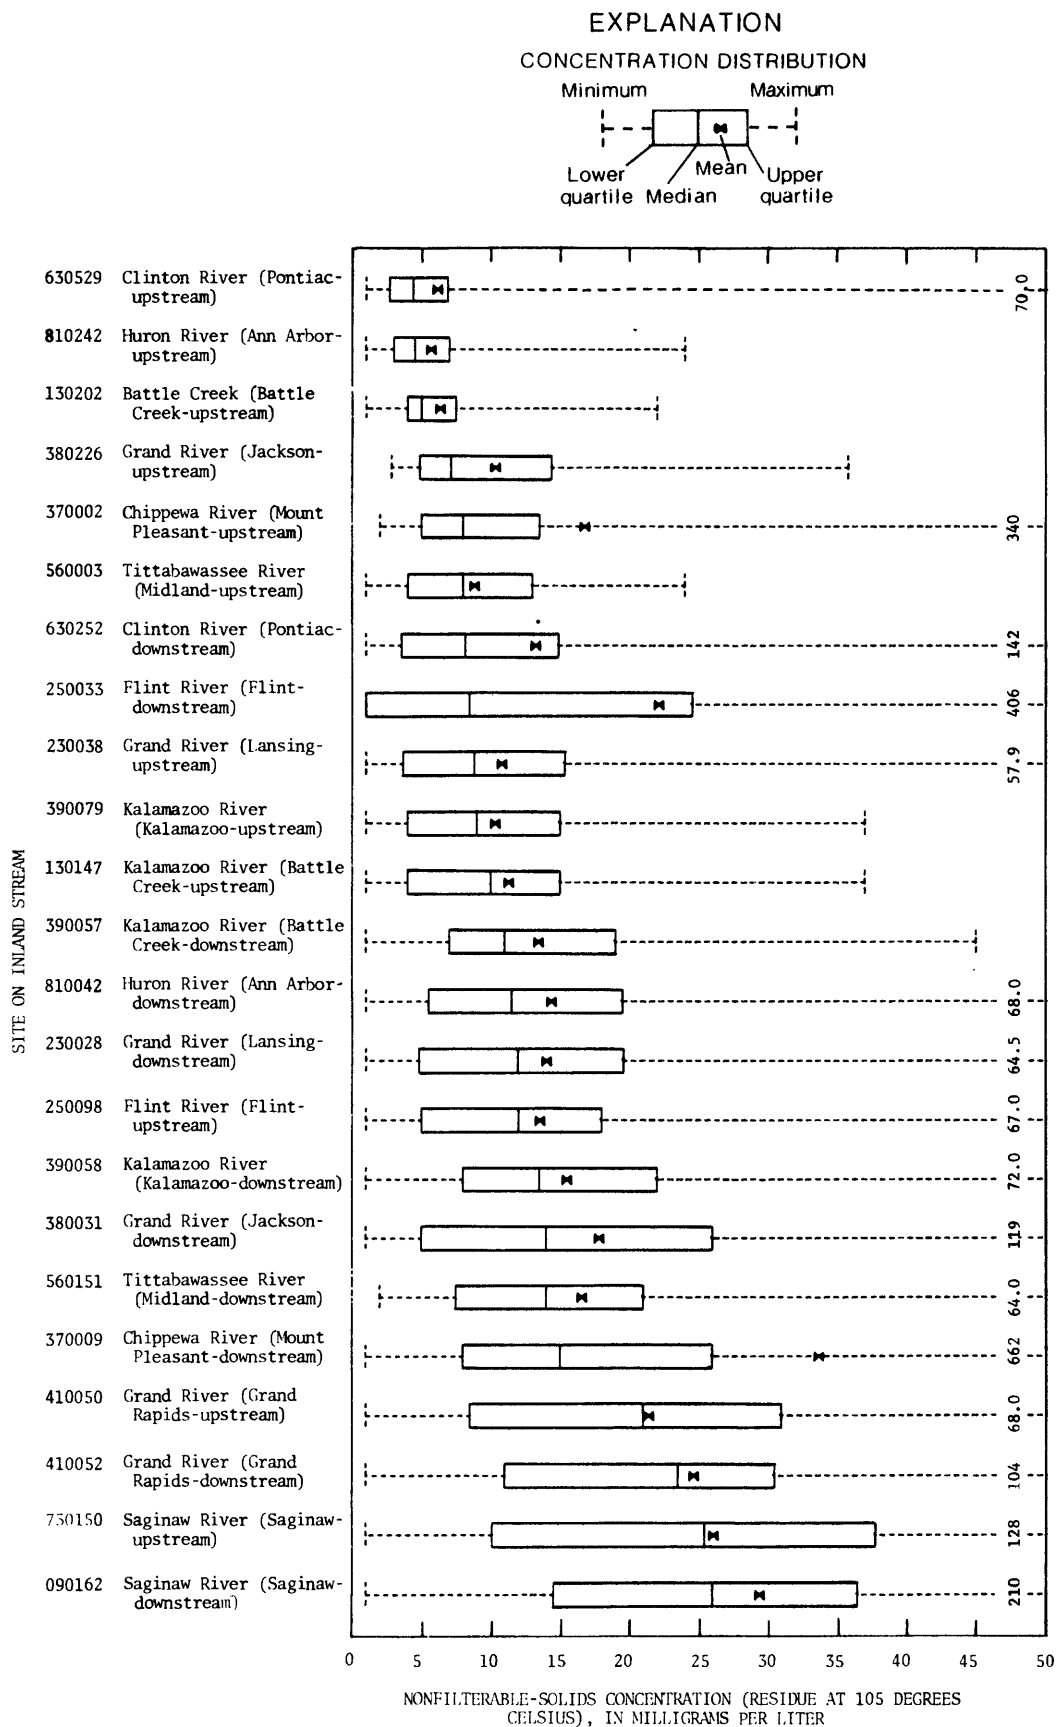 EXPLANATION
CONCENTRATION DISTRIBUTION
Minimum
Maximum
Lower
quartile
Median
Mean
Upper
quartile
SITE ON INLAND STREAM
630529 Clinton River (Pontiac-
upstream)
70.0
810242 Huron River (Ann Arbor-
upstream)
130202 Battle Creek (Battle
Creek-upstream)
380226 Grand River (Jackson-
upstream)
370002 Chippewa River (Mount
Pleasant-upstream)
340
560003 Tittabawassee River
(Midland-upstream)
630252 Clinton River (Pontiac-
downstream)
142
250033 Flint River (Flint-
downstream)
406
230038 Grand River (Lansing-
upstream)
57.9
390079 Kalamazoo River
(Kalamazoo-upstream)
130147 Kalamazoo River (Battle
Creek-upstream)
390057 Kalamazoo River (Battle
Creek-downstream)
810042 Huron River (Ann Arbor-
downstream)
68.0
230028 Grand River (Lansing-
downstream)
64.5
250098 Flint River (Flint-
upstream)
67.0
390058 Kalamazoo River
(Kalamazoo-downstream)
72.0
380031 Grand River (Jackson-
downstream)
119
560151 Tittabawassee River
(Midland-downstream)
64.0
370009 Chippewa River (Mount
Pleasant-downstream)
662
410050 Grand River (Grand
Rapids-upstream)
68.0
410052 Grand River (Grand
Rapids-downstream)
104
730150 Saginaw River (Saginaw-
upstream)
128
090162 Saginaw River (Saginaw-
downstream)
210
0 5 10 15 20 25 30 35 40 45 50
NONFILTERABLE-SOLIDS CONCENTRATION (RESIDUE AT 105 DEGREES
CELSIUS), IN MILLIGRAMS PER LITER